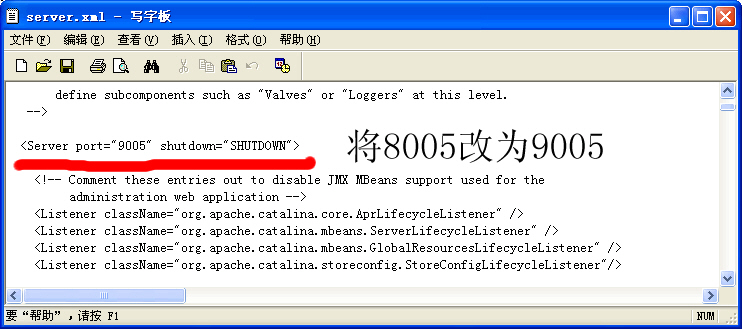 server.xml - 写字板
文件(F) 编辑(E) 查看(V) 插入(I) 格式(O) 帮助(H)
define subcomponents such as "Valves" or "Loggers" at this level.
-->
<Server port="9005" shutdown="SHUTDOWN">
将8005改为9005
<!-- Comment these entries out to disable JMX MBeans support used for the
administration web application -->
<Listener className="org.apache.catalina.core.AprLifecycleListener" />
<Listener className="org.apache.catalina.mbeans.ServerLifecycleListener" />
<Listener className="org.apache.catalina.mbeans.GlobalResourcesLifecycleListener" />
<Listener className="org.apache.catalina.storeconfig.StoreConfigLifecycleListener"/>
要“帮助”，请按 F1
NUM